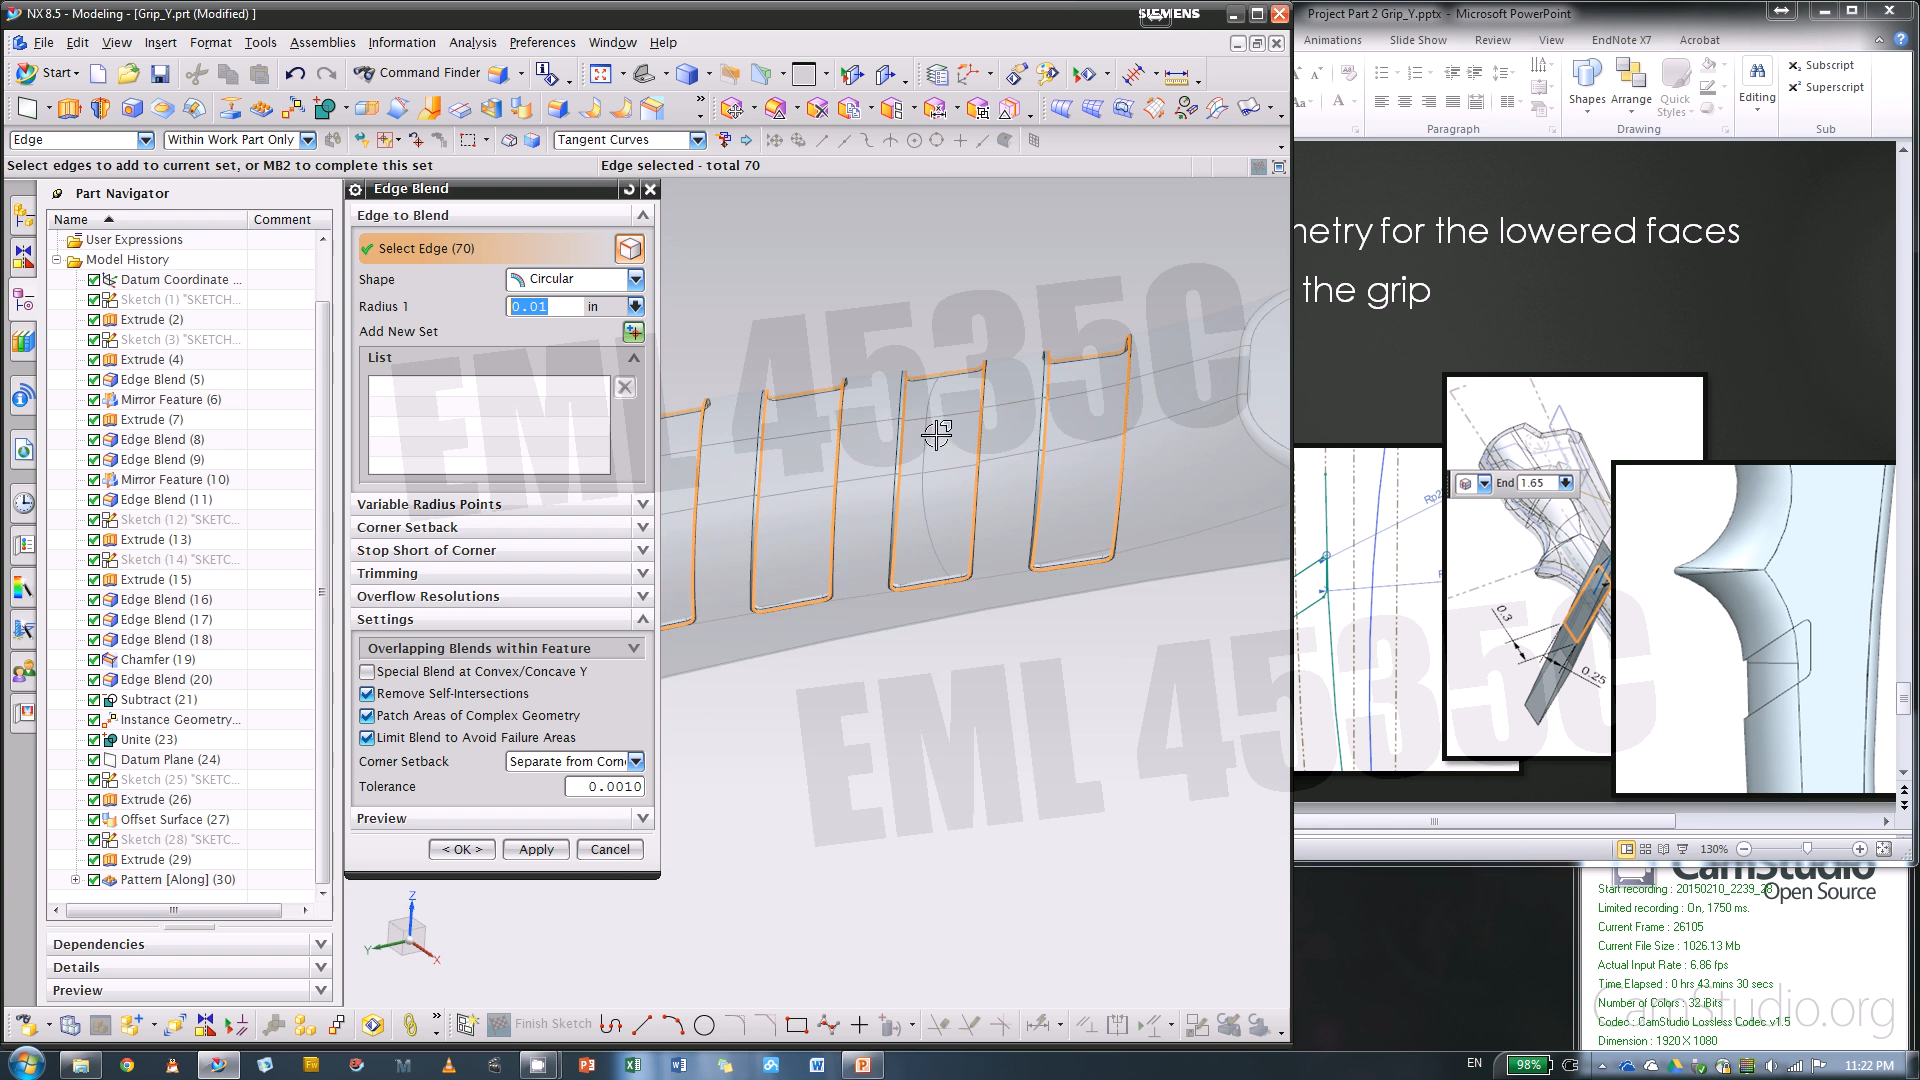 NX 8.5 - Modeling - [Grip_Y.prt (Modified) ]
SIEMENS
File Edit View Insert Format Tools Assemblies Information Analysis Preferences Window Help
Start
Command Finder
Edge
Within Work Part Only
Tangent Curves
Select edges to add to current set, or MB2 to complete this set
Edge selected - total 70
Part Navigator
Name
Comment
User Expressions
Model History
Datum Coordinate ...
Sketch (1) "SKETCH...
Extrude (2)
Sketch (3) "SKETCH...
Extrude (4)
Edge Blend (5)
Mirror Feature (6)
Extrude (7)
Edge Blend (8)
Edge Blend (9)
Mirror Feature (10)
Edge Blend (11)
Sketch (12) "SKETC...
Extrude (13)
Sketch (14) "SKETC...
Extrude (15)
Edge Blend (16)
Edge Blend (17)
Edge Blend (18)
Chamfer (19)
Edge Blend (20)
Subtract (21)
Instance Geometry...
Unite (23)
Datum Plane (24)
Sketch (25) "SKETC...
Extrude (26)
Offset Surface (27)
Sketch (28) "SKETC...
Extrude (29)
Pattern [Along] (30)
Dependencies
Details
Preview
Edge Blend
Edge to Blend
Select Edge (70)
Shape
Circular
Radius 1
0.01
in
Add New Set
List
Variable Radius Points
Corner Setback
Stop Short of Corner
Trimming
Overflow Resolutions
Settings
Overlapping Blends within Feature
Special Blend at Convex/Concave Y
Remove Self-Intersections
Patch Areas of Complex Geometry
Limit Blend to Avoid Failure Areas
Corner Setback
Separate from Corn
Tolerance
0.0010
Preview
< OK >
Apply
Cancel
EML 4535C
EML 4535C
Z
Y
X
Finish Sketch
Project Part 2 Grip_Y.pptx - Microsoft PowerPoint
Animations Slide Show Review View EndNote X7 Acrobat
Shapes
Arrange
Quick
Styles
Editing
Subscript
Superscript
Paragraph
Drawing
Sub
metry for the lowered faces
the grip
End 1.65
0.3
0.25
130%
CamStudio
Open Source
Start recording : 20150210_2239_28
Limited recording : On, 1750 ms.
Current Frame : 26105
Current File Size : 1026.13 Mb
Actual Input Rate : 6.86 fps
Time Elapsed : 0 hrs 43 mins 30 secs
Number of Colors : 32 Bits
Codec : CamStudio Lossless Codec v1.5
Dimension : 1920 X 1080
CamStudio.org
EN
98%
11:22 PM